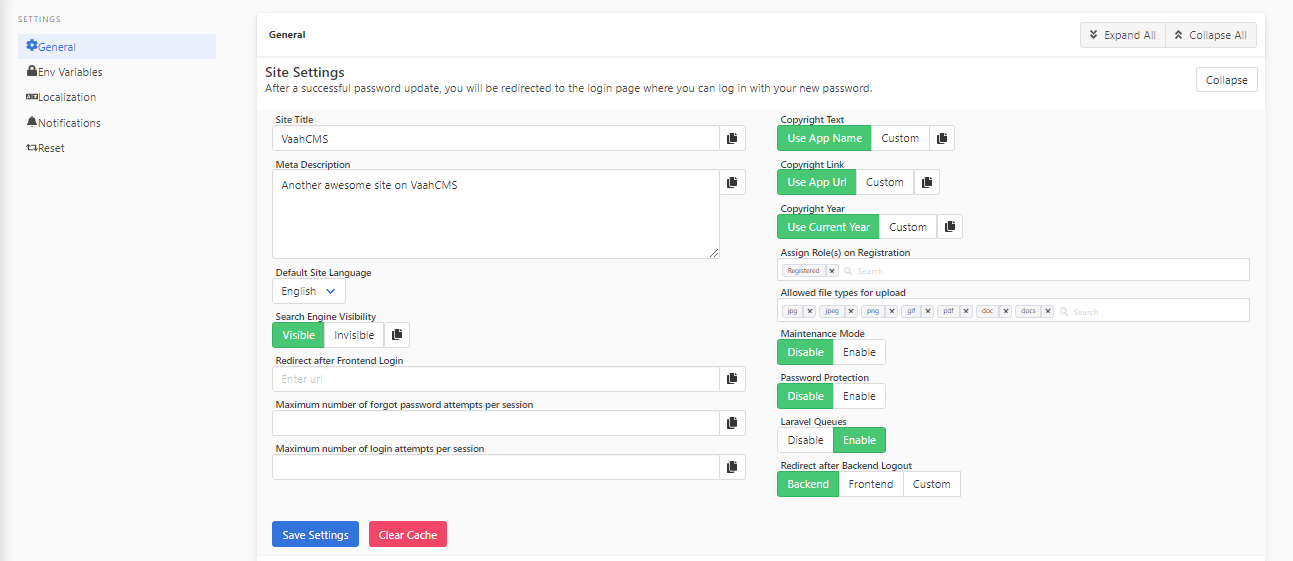 SETTINGS
General
Env Variables
Localization
Notifications
Reset
General
Expand All
Collapse All
Site Settings
After a successful password update, you will be redirected to the login page where you can log in with your new password.
Collapse
Site Title
VaahCMS
Meta Description
Another awesome site on VaahCMS
Default Site Language
English
Search Engine Visibility
Visible Invisible
Redirect after Frontend Login
Enter url
Maximum number of forgot password attempts per session
Maximum number of login attempts per session
Copyright Text
Use App Name Custom
Copyright Link
Use App Url Custom
Copyright Year
Use Current Year Custom
Assign Role(s) on Registration
Registered Search
Allowed file types for upload
jpg jpeg png gif pdf doc docs Search
Maintenance Mode
Disable Enable
Password Protection
Disable Enable
Laravel Queues
Disable Enable
Redirect after Backend Logout
Backend Frontend Custom
Save Settings Clear Cache